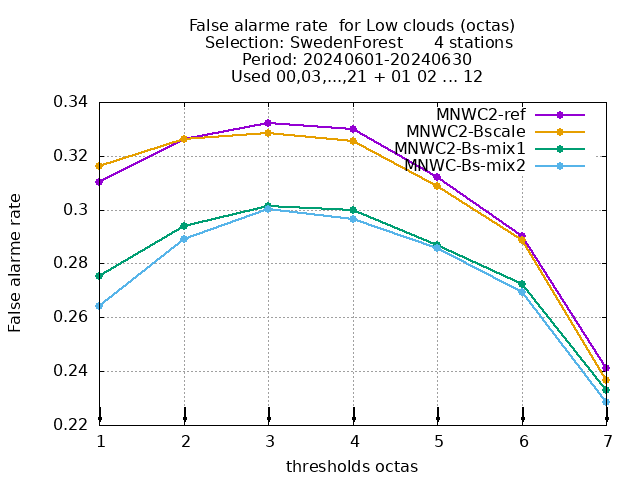 False alarme rate  for Low clouds (octas)
Selection: SwedenForest      4 stations
Period: 20240601-20240630
Used 00,03,...,21 + 01 02 ... 12
MNWC2-ref
MNWC2-Bscale
MNWC2-Bs-mix1
MNWC-Bs-mix2
False alarme rate
0.34
0.32
0.3
0.28
0.26
0.24
0.22
1 2 3 4 5 6 7
thresholds octas